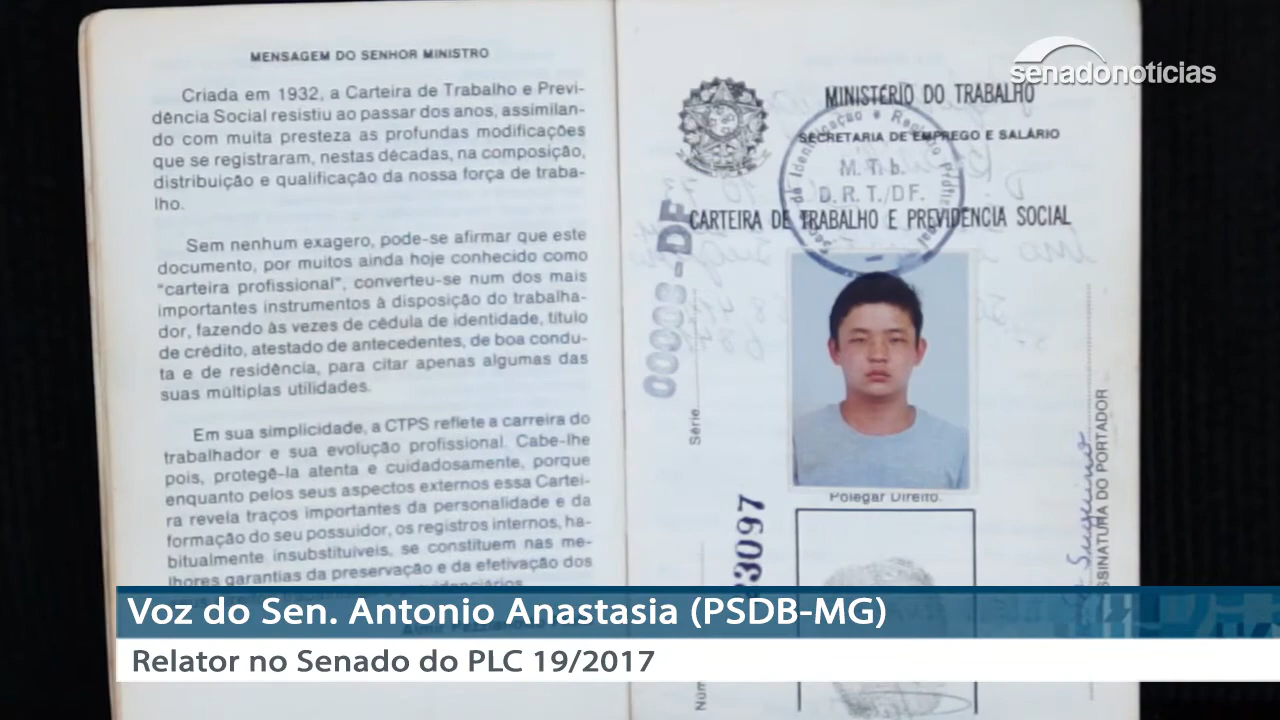 MENSAGEM DO SENHOR MINISTRO
Criada em 1932, a Carteira de Trabalho e Previ-
dência Social resistiu ao passar dos anos, assimilan-
do com muita presteza as profundas modificações
que se registraram, nestas décadas, na composição,
distribuição e qualificação da nossa força de traba-
lho.
Sem nenhum exagero, pode-se afirmar que este
documento, por muitos ainda hoje conhecido como
"carteira profissional", converteu-se num dos mais
importantes instrumentos à disposição do trabalha-
dor, fazendo às vezes de cédula de identidade, título
de crédito, atestado de antecedentes, de boa condu-
ta e de residência, para citar apenas algumas das
suas múltiplas utilidades.
Em sua simplicidade, a CTPS reflete a carreira do
trabalhador e sua evolução profissional. Cabe-lhe
pois, protegê-la atenta e cuidadosamente, porque
enquanto pelos seus aspectos externos essa Cartei-
ra revela traços importantes da personalidade e da
formação do seu possuidor, os registros internos, ha-
bitualmente insubstituíveis, se constituem nas me-
lhores garantias da preservação e da efetivação dos
senadonotícias
MINISTÉRIO DO TRABALHO
SECRETARIA DE EMPREGO E SALÁRIO
M.T.b.
D.R.T./DF.
CARTEIRA DE TRABALHO E PREVIDÊNCIA SOCIAL
00008-DF
Série
Polegar Direito.
23097
Núm
ASSINATURA DO PORTADOR
Voz do Sen. Antonio Anastasia (PSDB-MG)
Relator no Senado do PLC 19/2017